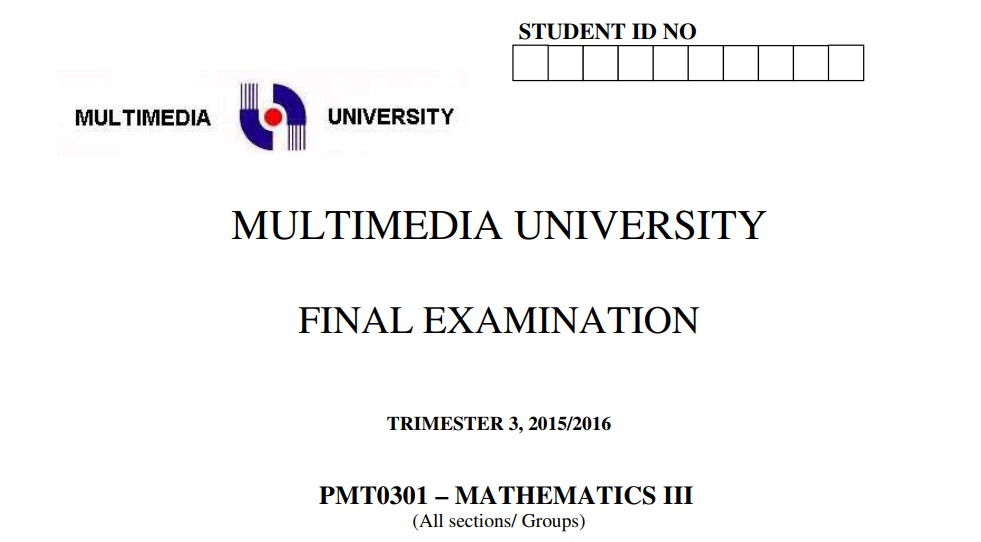 STUDENT ID NO
MULTIMEDIA UNIVERSITY
MULTIMEDIA UNIVERSITY
FINAL EXAMINATION
TRIMESTER 3, 2015/2016
PMT0301 – MATHEMATICS III
(All sections/ Groups)